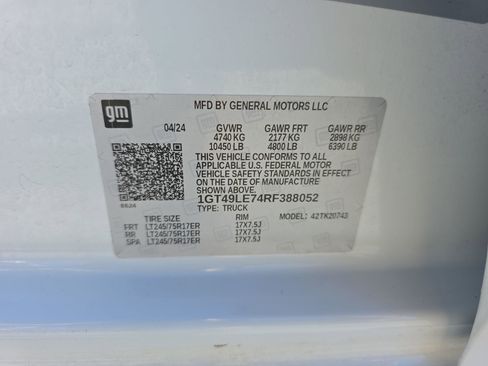 gm
MFD BY GENERAL MOTORS LLC
04/24 GVWR GAWR FRT GAWR RR
4740 KG 2177 KG 2898 KG
10450 LB 4800 LB 6390 LB
THIS VEHICLE CONFORMS TO ALL
APPLICABLE U.S. FEDERAL MOTOR
VEHICLE SAFETY STANDARDS IN EFFECT
ON THE DATE OF MANUFACTURE
SHOWN ABOVE.
1GT49LE74RF388052
TYPE: TRUCK MODEL: 42TK20743
TIRE SIZE RIM
FRT LT245/75R17ER 17X7.5J
RR LT245/75R17ER 17X7.5J
SPA LT245/75R17ER 17X7.5J